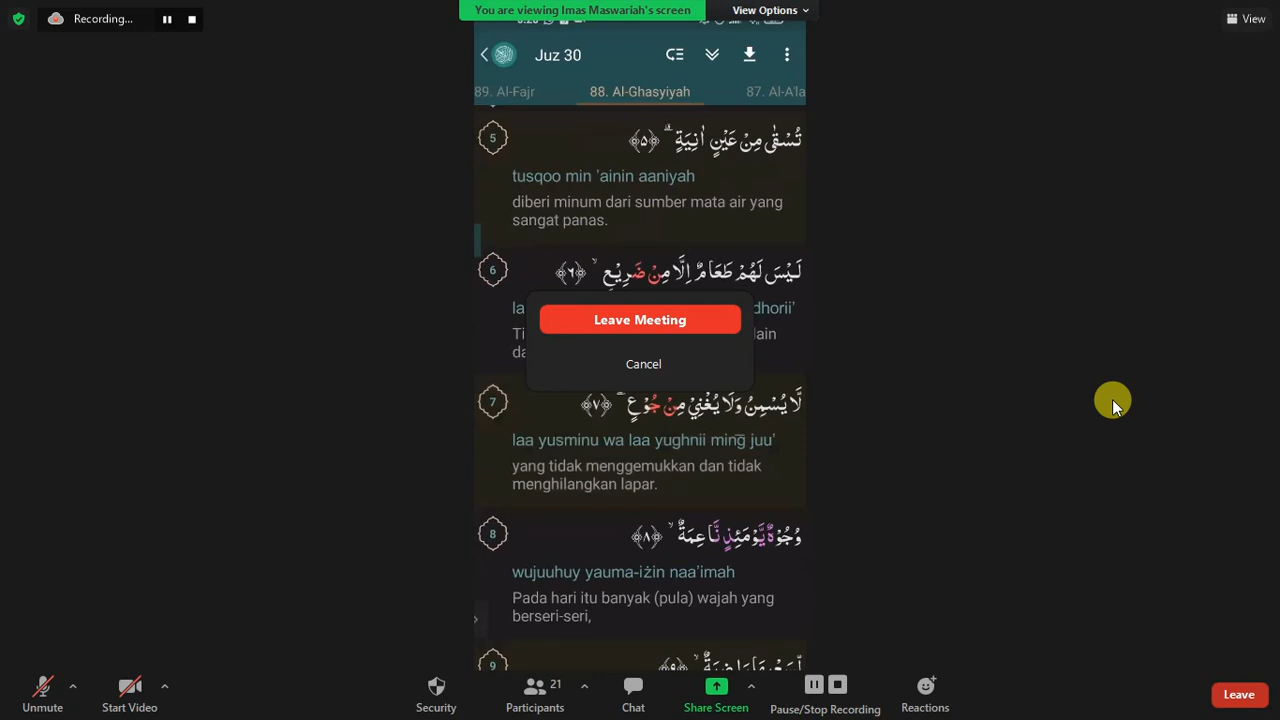 Recording...
You are viewing Imas Maswariah's screen
View Options
View
Juz 30
89. Al-Fajr
88. Al-Ghasyiyah
87. Al-A'la
5
تُسْقٰى مِنْ عَيْنٍ اٰنِيَةٍ ۗ ﴿٥﴾
tusqoo min 'ainin aaniyah
diberi minum dari sumber mata air yang
sangat panas.
6
لَيْسَ لَهُمْ طَعَامٌ اِلَّا مِنْ ضَرِيْعٍ ۙ ﴿٦﴾
dhorii'
lain
Leave Meeting
Cancel
7
لَّا يُسْمِنُ وَلَا يُغْنِيْ مِنْ جُوْعٍ ۗ ﴿٧﴾
laa yusminu wa laa yughnii min͞g juu'
yang tidak menggemukkan dan tidak
menghilangkan lapar.
8
وُجُوْهٌ يَّوْمَئِذٍ نَّاعِمَةٌ ۙ ﴿٨﴾
wujuuhuy yauma-iżin naa'imah
Pada hari itu banyak (pula) wajah yang
berseri-seri,
9
Unmute
Start Video
Security
Participants
21
Chat
Share Screen
Pause/Stop Recording
Reactions
Leave